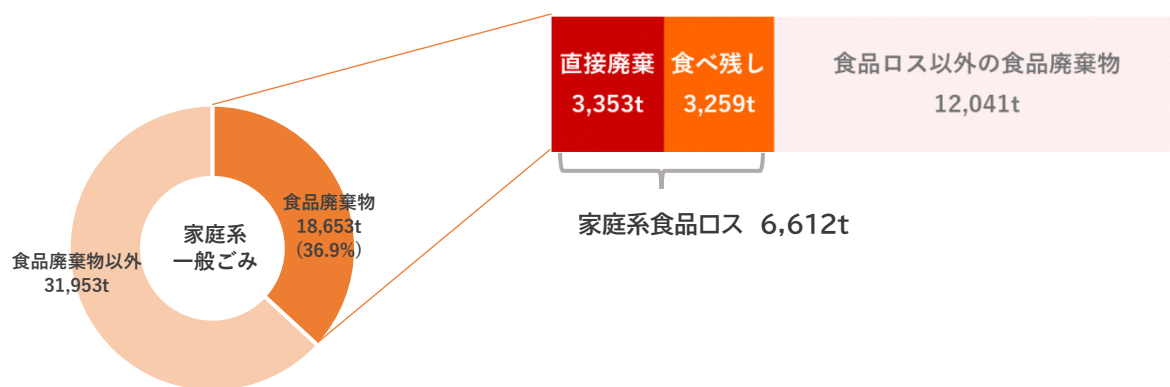 直接廃棄
3,353t
食べ残し
3,259t
食品ロス以外の食品廃棄物
12,041t
家庭系食品ロス 6,612t
食品廃棄物
18,653t
(36.9%)
家庭系
一般ごみ
食品廃棄物以外
31,953t